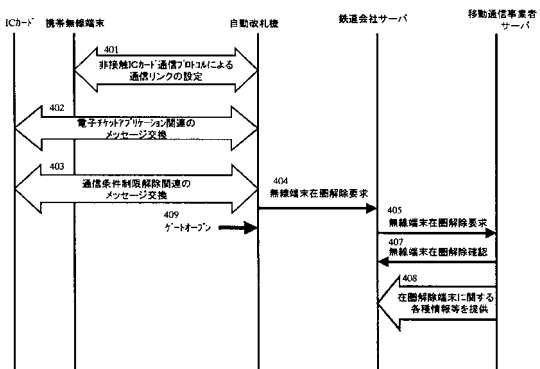 ICカード
携帯無線端末
自動改札機
鉄道会社サーバ
移動通信事業者
サーバ
401
非接触ICカード通信プロトコルによる
通信リンクの設定
402
電子チケットアプリケーション関連の
メッセージ交換
403
通信条件制限解除関連の
メッセージ交換
404
無線端末在圏解除要求
405
無線端末在圏解除要求
409
ゲートオープン
407
無線端末在圏解除確認
408
在圏解除端末に関する
各種情報等を提供